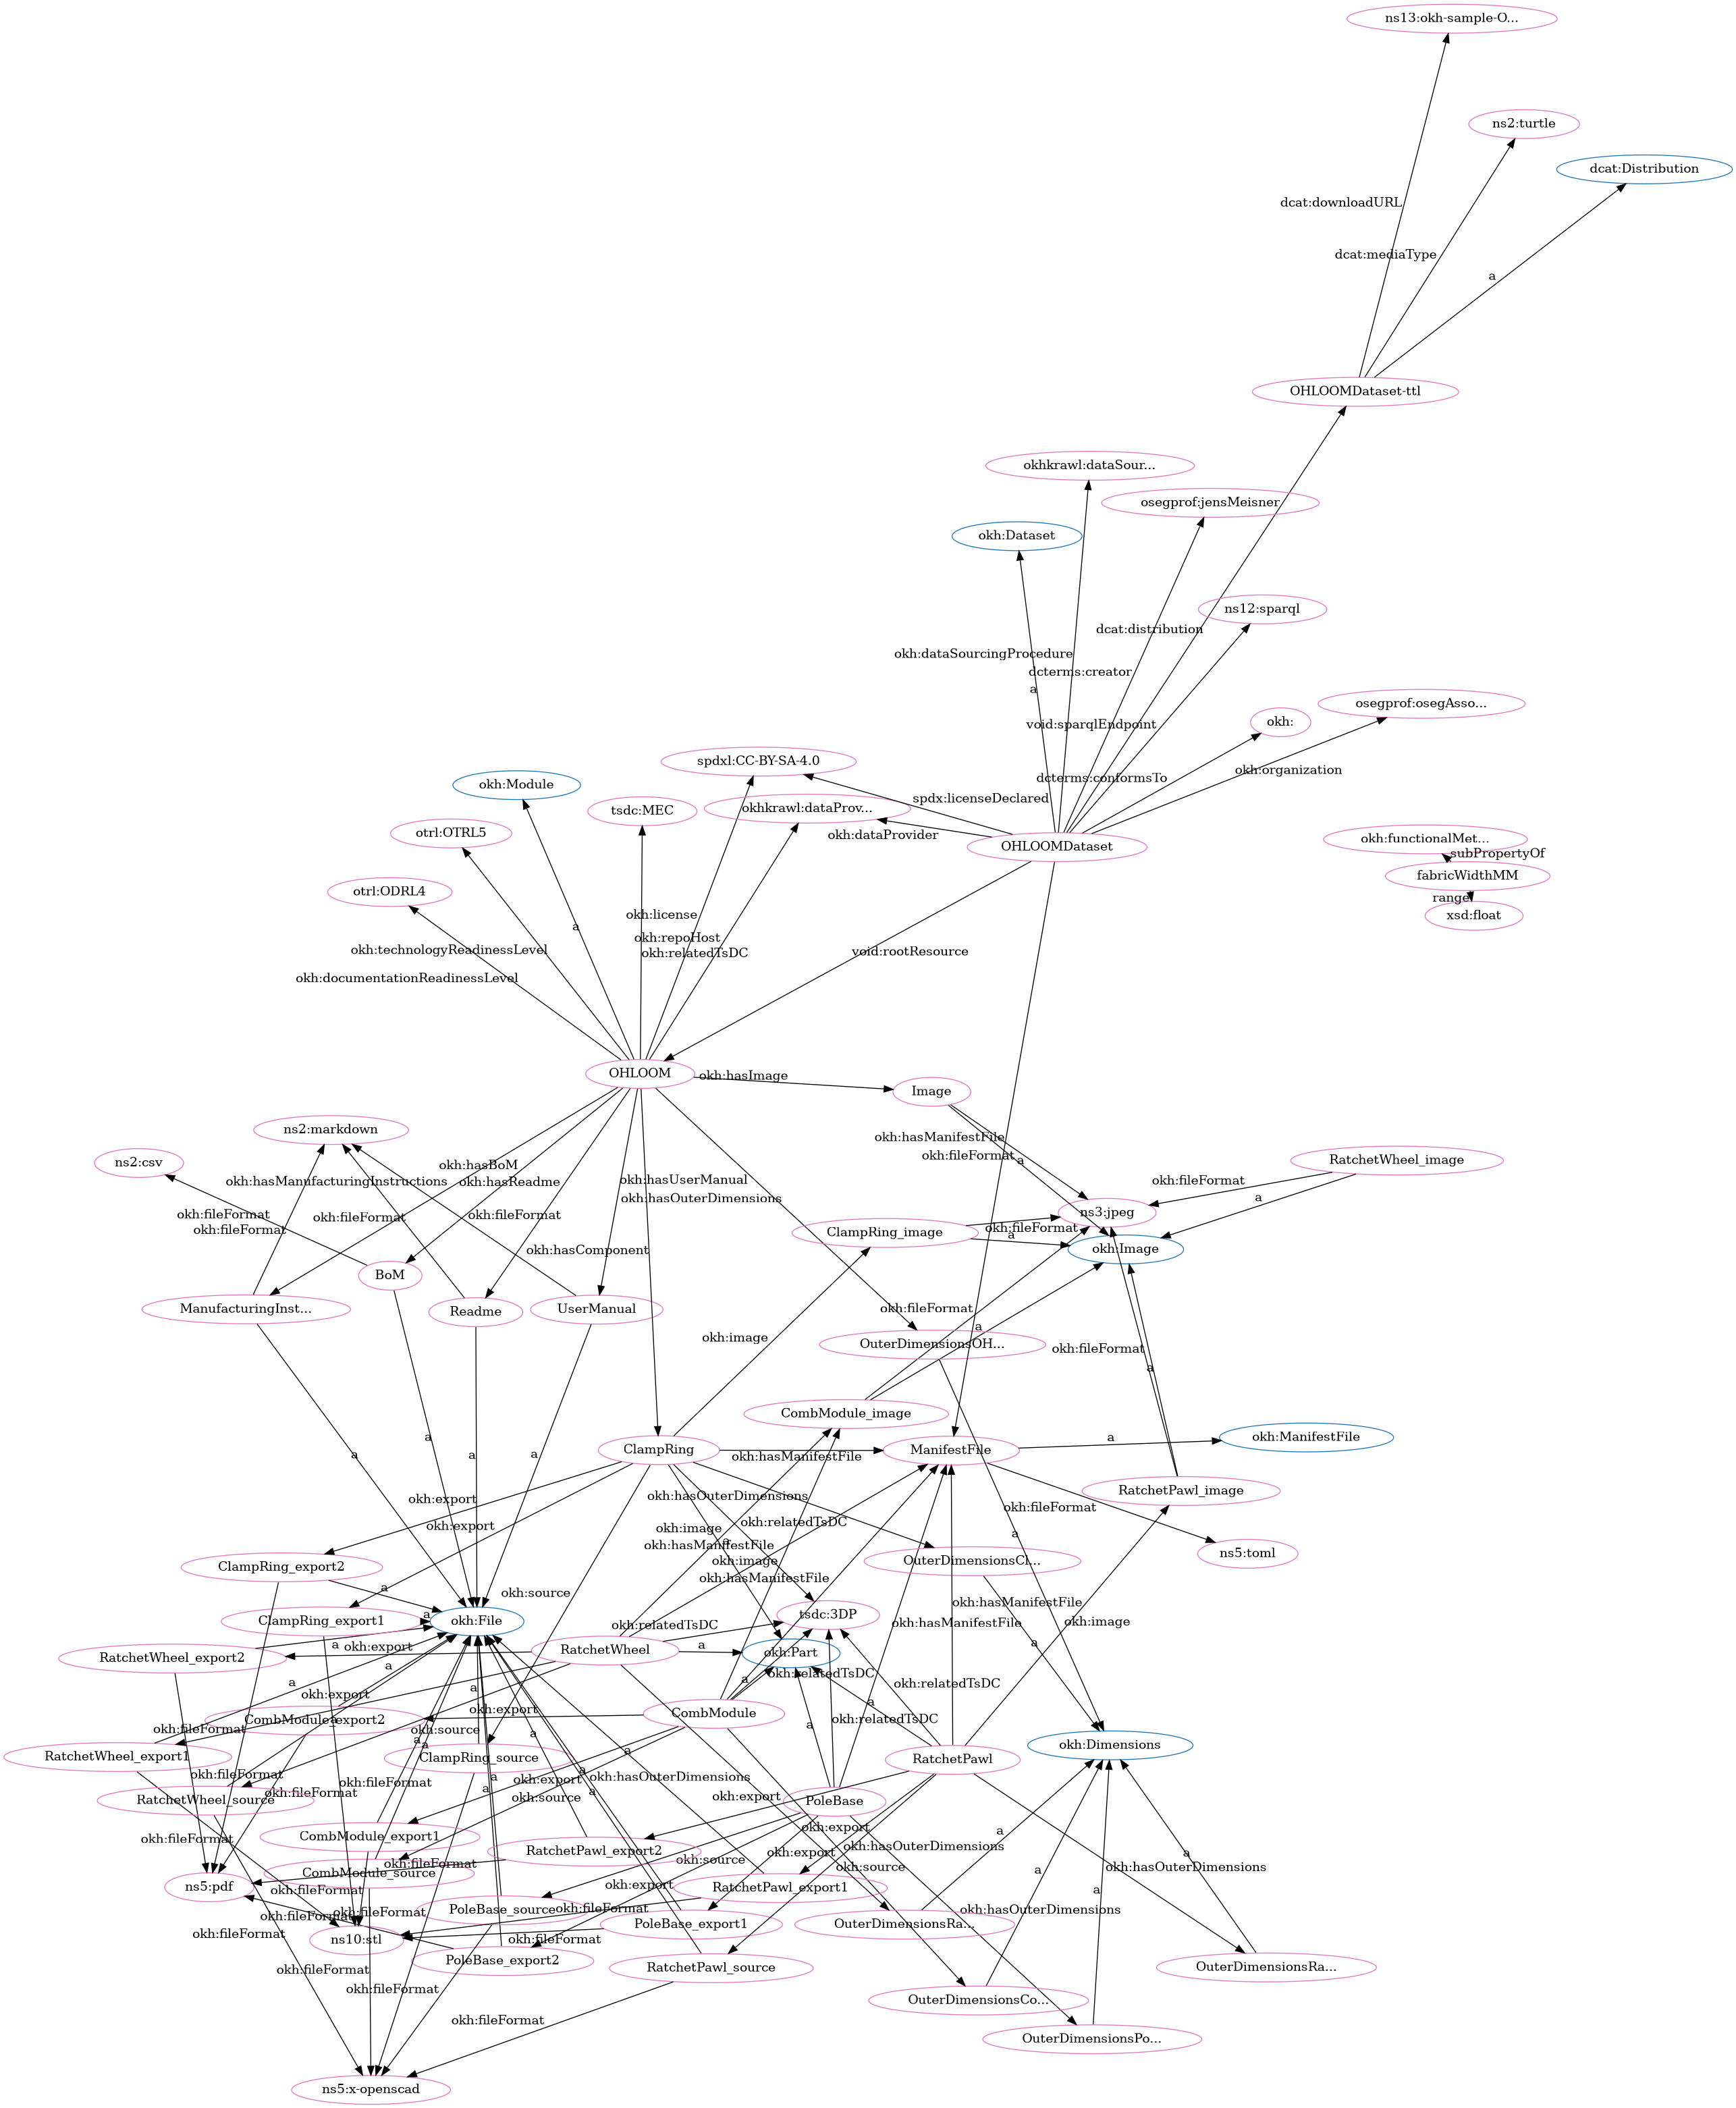 ns13:okh-sample-O...
ns2:turtle
dcat:Distribution
dcat:downloadURL
dcat:mediaType
a
OHLOOMDataset-ttl
okhkrawl:dataSour...
osegprof:jensMeisner
okh:Dataset
ns12:sparql
dcat:distribution
okh:dataSourcingProcedure
dcterms:creator
a
osegprof:osegAsso...
okh:
void:sparqlEndpoint
spdxl:CC-BY-SA-4.0
okh:organization
dcterms:conformsTo
okh:Module
spdx:licenseDeclared
okhkrawl:dataProv...
tsdc:MEC
otrl:OTRL5
okh:dataProvider
okh:functionalMet...
OHLOOMDataset
subPropertyOf
fabricWidthMM
otrl:ODRL4
range
xsd:float
okh:license
a
okh:repoHost
okh:technologyReadinessLevel
okh:relatedTsDC
void:rootResource
okh:documentationReadinessLevel
OHLOOM
okh:hasImage
Image
ns2:markdown
okh:hasManifestFile
okh:fileFormat
a
RatchetWheel_image
ns2:csv
okh:hasBoM
okh:hasManufacturingInstructions
okh:hasReadme
okh:hasUserManual
okh:fileFormat
okh:hasOuterDimensions
a
ns3:jpeg
okh:fileFormat
okh:fileFormat
okh:fileFormat
okh:fileFormat
ClampRing_image
okh:fileFormat
a
okh:hasComponent
okh:Image
BoM
ManufacturingInst...
Readme
UserManual
okh:fileFormat
a
okh:image
OuterDimensionsOH...
okh:fileFormat
a
CombModule_image
okh:ManifestFile
a
a
a
a
a
ClampRing
okh:hasManifestFile
ManifestFile
RatchetPawl_image
okh:export
okh:hasOuterDimensions
okh:fileFormat
okh:export
okh:image
okh:relatedTsDC
a
a
okh:hasManifestFile
ns5:toml
ClampRing_export2
okh:image
OuterDimensionsCl...
okh:hasManifestFile
a
okh:source
okh:hasManifestFile
ClampRing_export1
a
okh:File
okh:relatedTsDC
tsdc:3DP
okh:hasManifestFile
okh:image
RatchetWheel_export2
a
okh:export
RatchetWheel
a
okh:Part
a
a
okh:relatedTsDC
a
okh:relatedTsDC
a
okh:export
a
okh:export
CombModule_export2
CombModule
a
okh:relatedTsDC
a
okh:fileFormat
okh:source
a
a
a
a
okh:Dimensions
RatchetWheel_export1
ClampRing_source
RatchetPawl
okh:fileFormat
okh:fileFormat
okh:fileFormat
a
a
okh:export
a
okh:hasOuterDimensions
RatchetWheel_source
a
okh:source
okh:export
PoleBase
okh:export
okh:fileFormat
CombModule_export1
a
okh:hasOuterDimensions
RatchetPawl_export2
okh:export
a
okh:fileFormat
okh:source
okh:source
okh:hasOuterDimensions
CombModule_source
a
ns5:pdf
okh:fileFormat
okh:export
RatchetPawl_export1
a
PoleBase_source
okh:fileFormat
okh:hasOuterDimensions
okh:fileFormat
okh:fileFormat
PoleBase_export1
OuterDimensionsRa...
okh:fileFormat
ns10:stl
okh:fileFormat
PoleBase_export2
RatchetPawl_source
OuterDimensionsRa...
okh:fileFormat
okh:fileFormat
OuterDimensionsCo...
okh:fileFormat
OuterDimensionsPo...
ns5:x-openscad